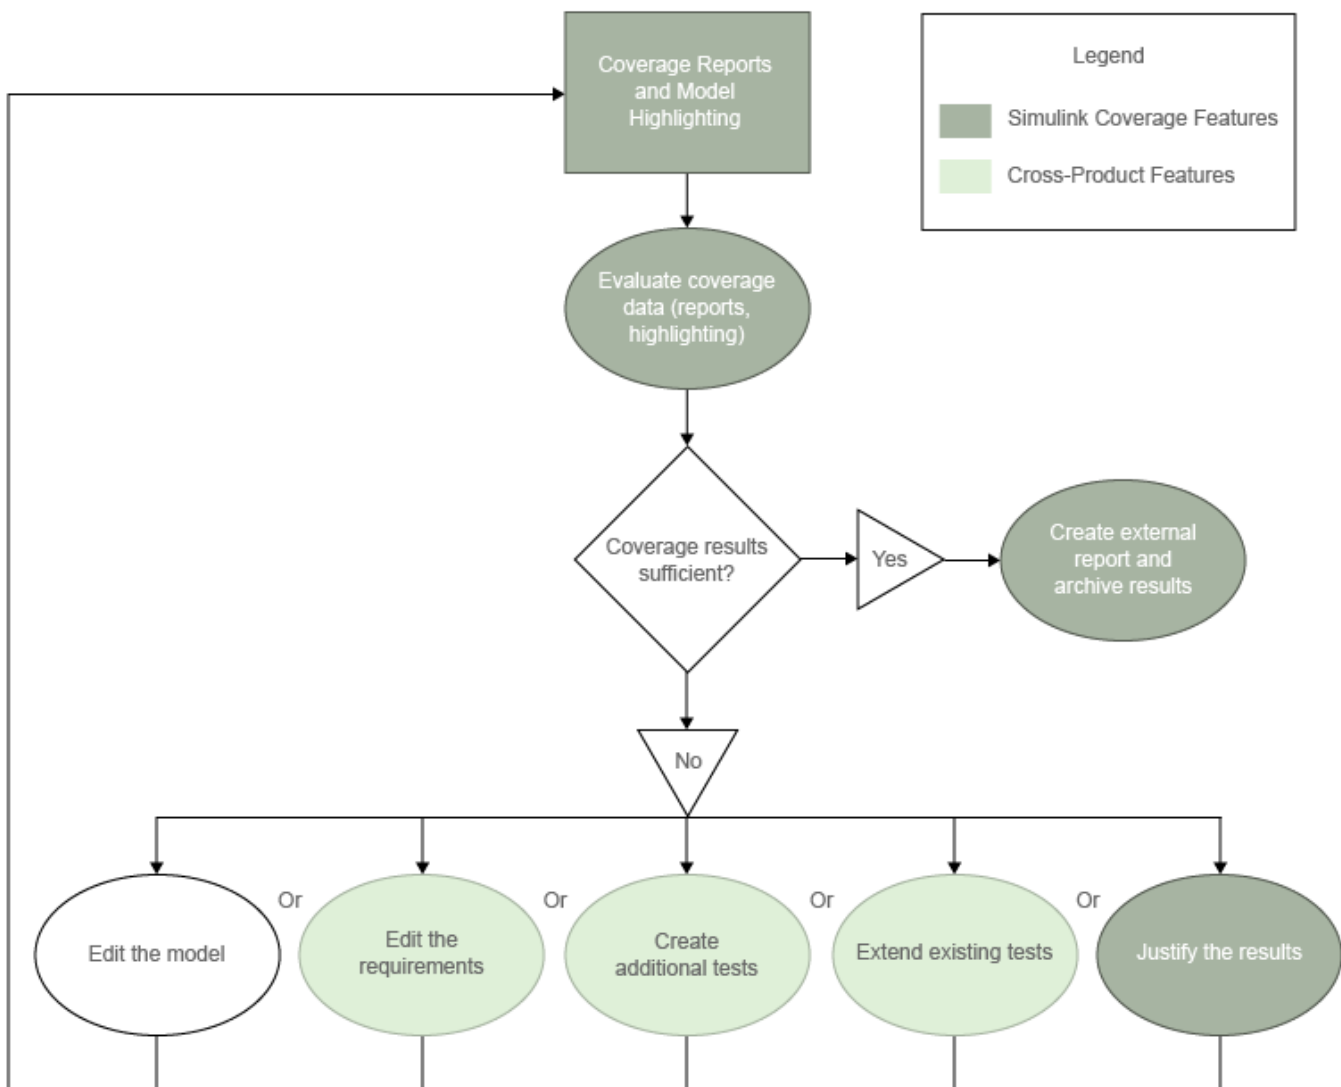 Coverage Reports
and Model
Highlighting
Legend
Simulink Coverage Features
Cross-Product Features
Evaluate coverage
data (reports,
highlighting)
Coverage results
sufficient?
Yes
Create external
report and
archive results
No
Edit the model
Or
Edit the
requirements
Or
Create
additional tests
Or
Extend existing tests
Or
Justify the results